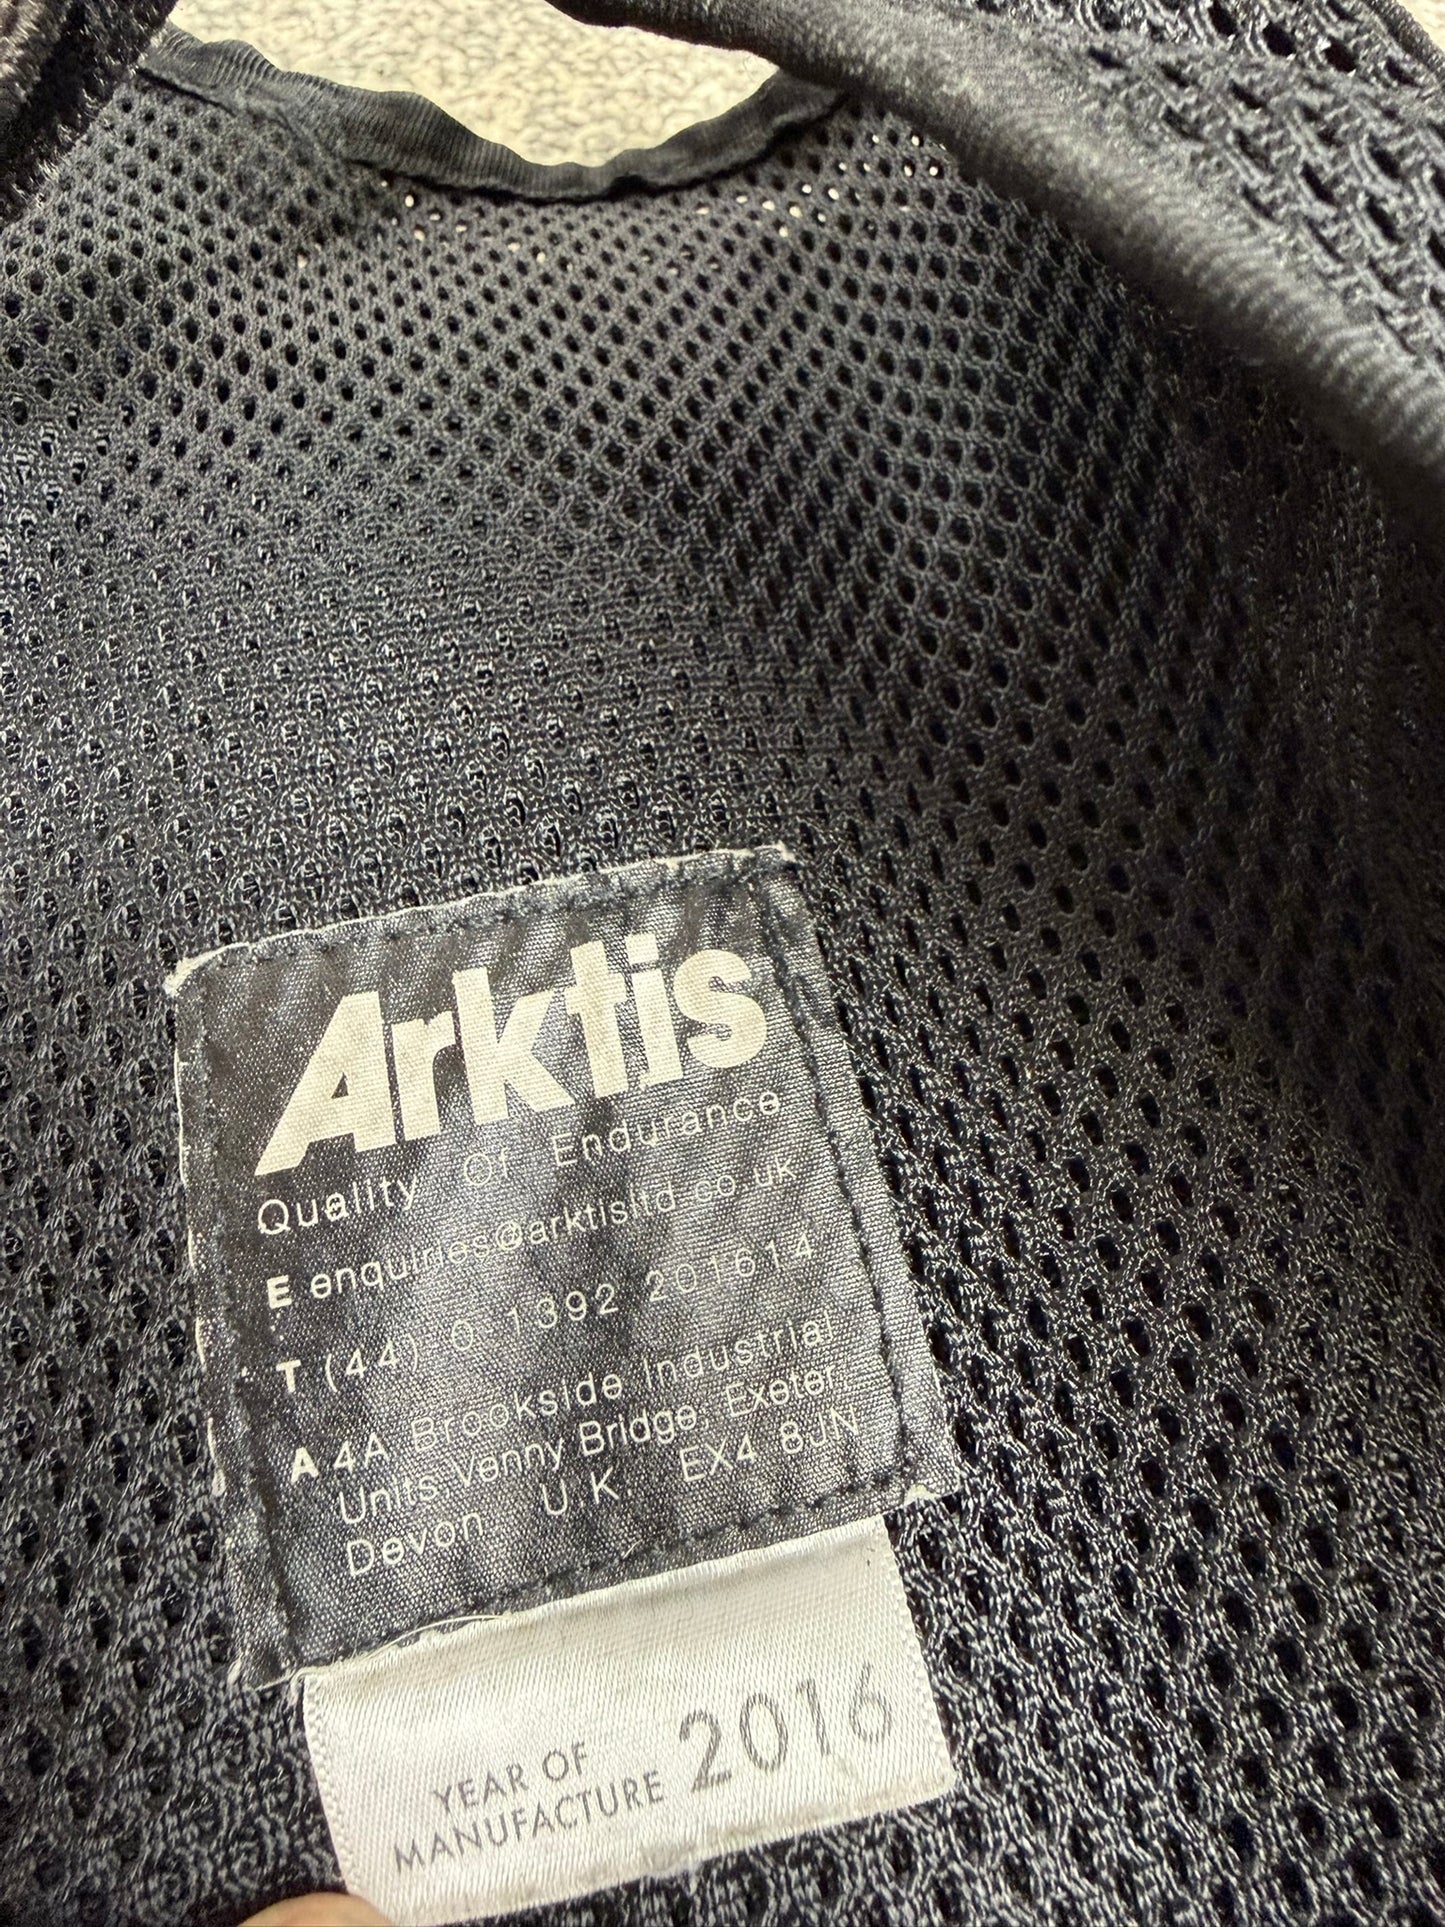 Arktis
Quality Of Endurance
E enquiries@arktisltd.co.uk
T (44) 0 1392 201614
A 4A Brookside Industrial
Units Venny Bridge, Exeter
Devon U.K. EX4 8JN
YEAR OF
MANUFACTURE 2016